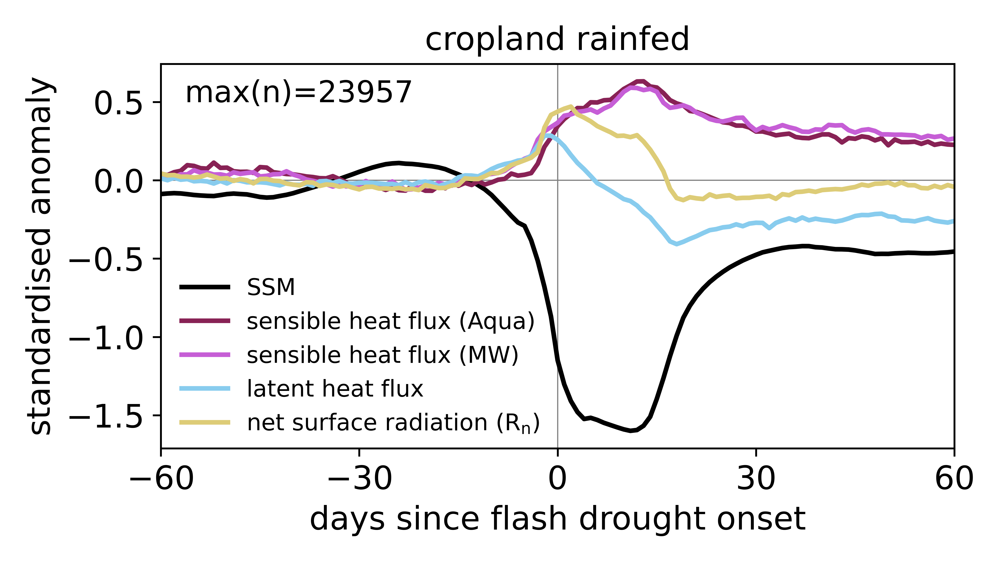 cropland rainfed
max(n)=23957
standardised anomaly
0.5
0.0
−0.5
−1.0
−1.5
SSM
sensible heat flux (Aqua)
sensible heat flux (MW)
latent heat flux
net surface radiation (Rn)
−60 −30 0 30 60
days since flash drought onset